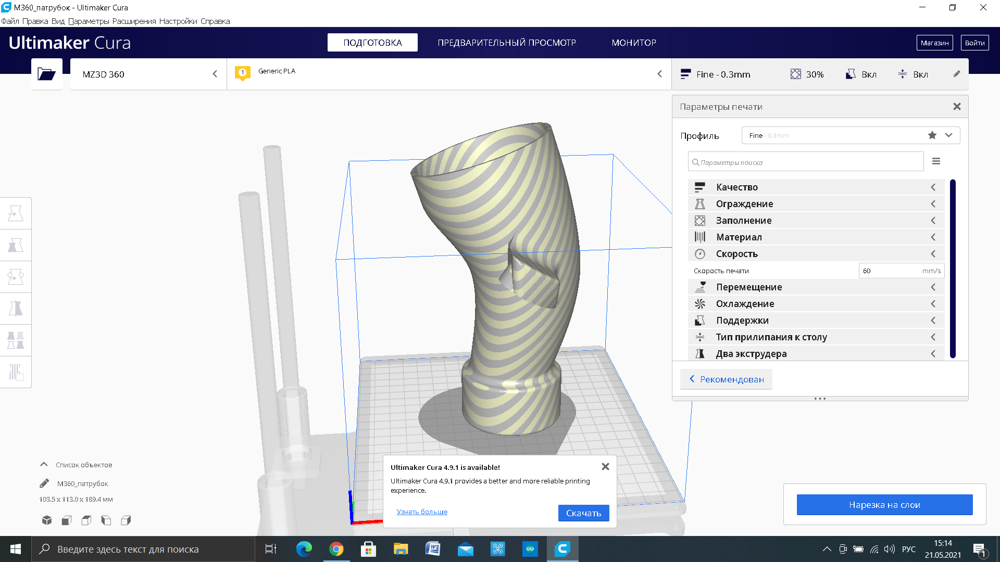 M360_патрубок - Ultimaker Cura
Файл Правка Вид Параметры Расширения Настройки Справка
Ultimaker Cura
ПОДГОТОВКА
ПРЕДВАРИТЕЛЬНЫЙ ПРОСМОТР
МОНИТОР
Магазин
Войти
MZ3D 360
1
Generic PLA
Fine - 0.3mm
30%
Вкл
Вкл
Параметры печати
Профиль
Fine - 0.1mm
Параметры поиска
Качество
Ограждение
Заполнение
Материал
Скорость
Скорость печати
60
mm/s
Перемещение
Охлаждение
Поддержки
Тип прилипания к столу
Два экструдера
Рекомендован
Список объектов
M360_патрубок
103.5 x 113.0 x 189.4 мм
Ultimaker Cura 4.9.1 is available!
Ultimaker Cura 4.9.1 provides a better and more reliable printing
experience.
Узнать больше
Скачать
Нарезка на слои
Введите здесь текст для поиска
РУС
15:14
21.05.2021
1